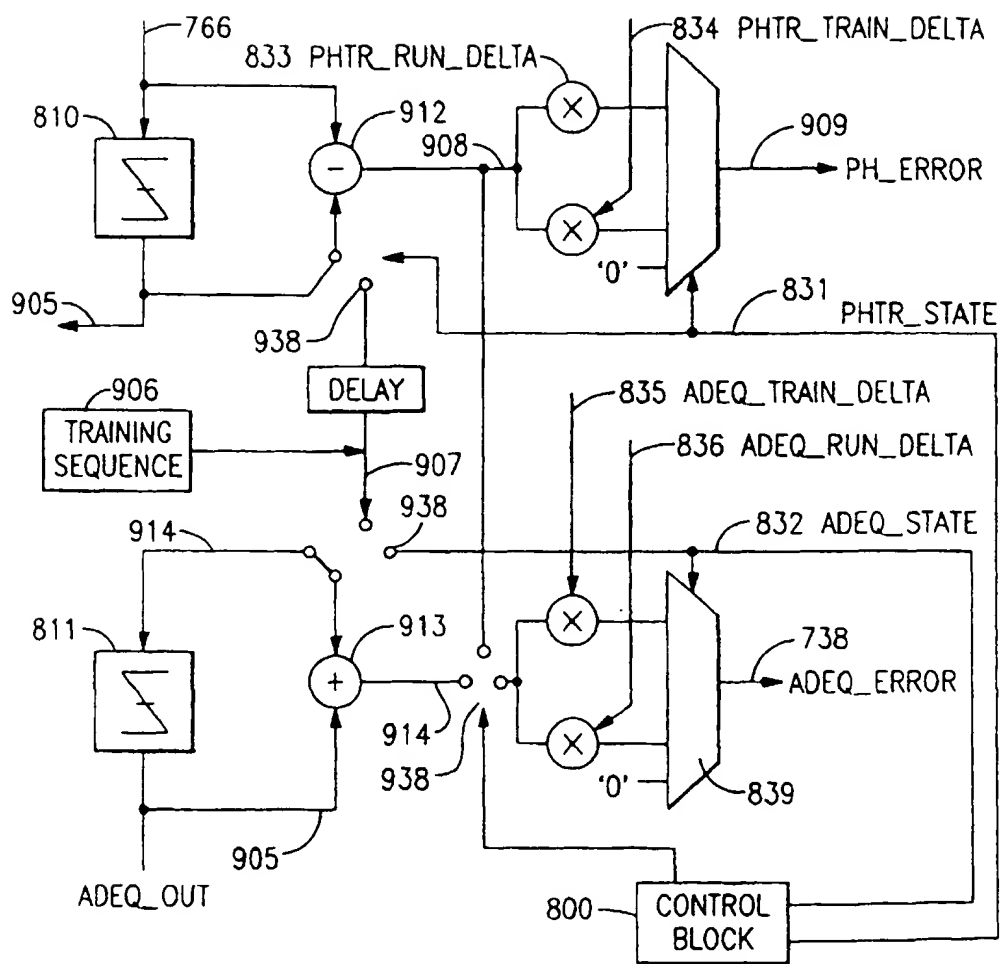 766
834 PHTR_TRAIN_DELTA
833 PHTR_RUN_DELTA
810
912
908
909
PH_ERROR
'0'
905
938
831
PHTR_STATE
DELAY
906
TRAINING
SEQUENCE
907
835 ADEQ_TRAIN_DELTA
836 ADEQ_RUN_DELTA
914
938
832 ADEQ_STATE
811
913
738
ADEQ_ERROR
914
938
'0'
839
905
ADEQ_OUT
800
CONTROL
BLOCK